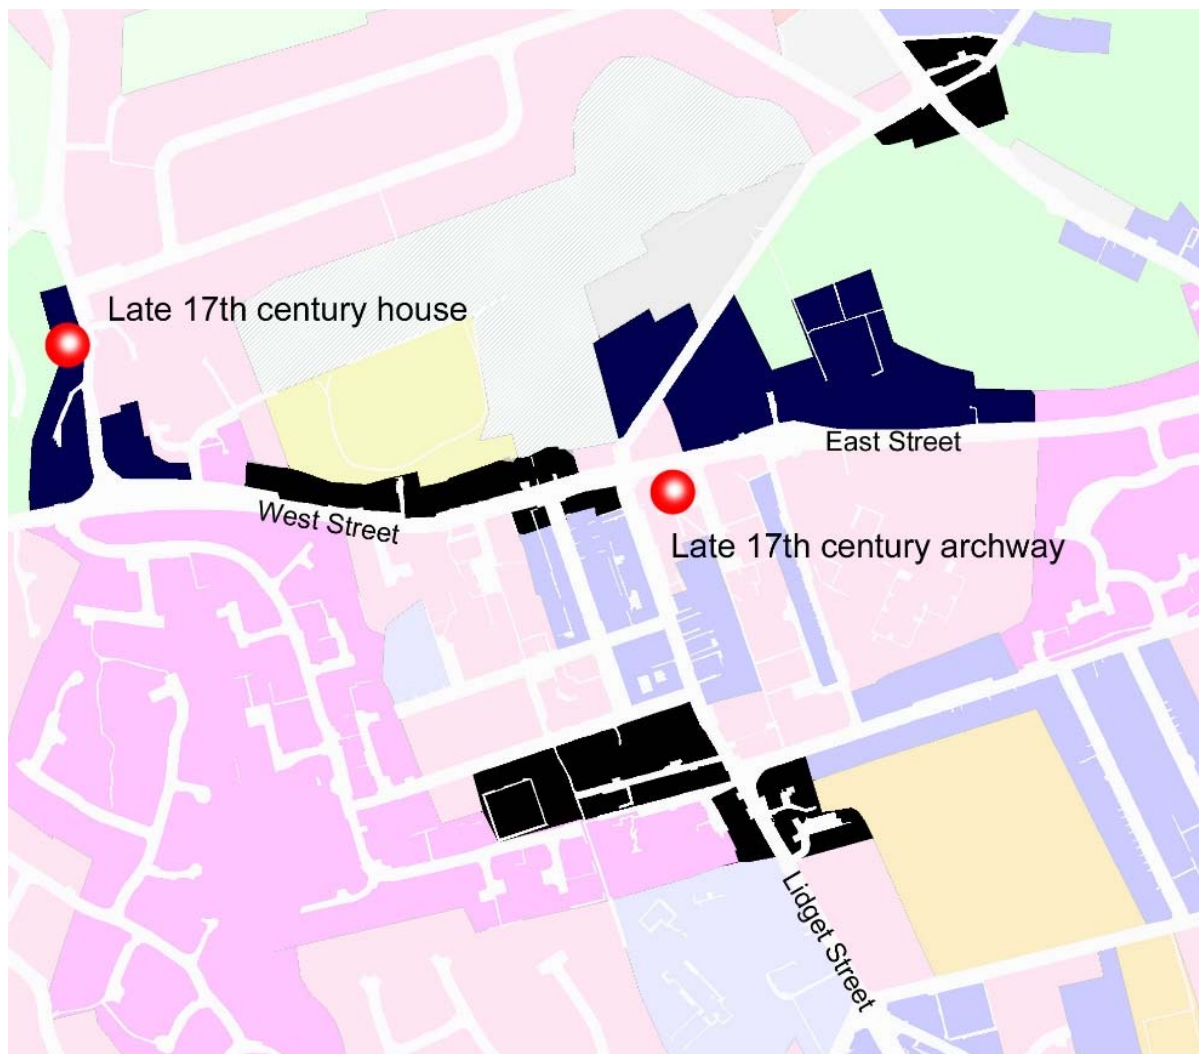 Late 17th century house
East Street
West Street
Late 17th century archway
Lidget Street